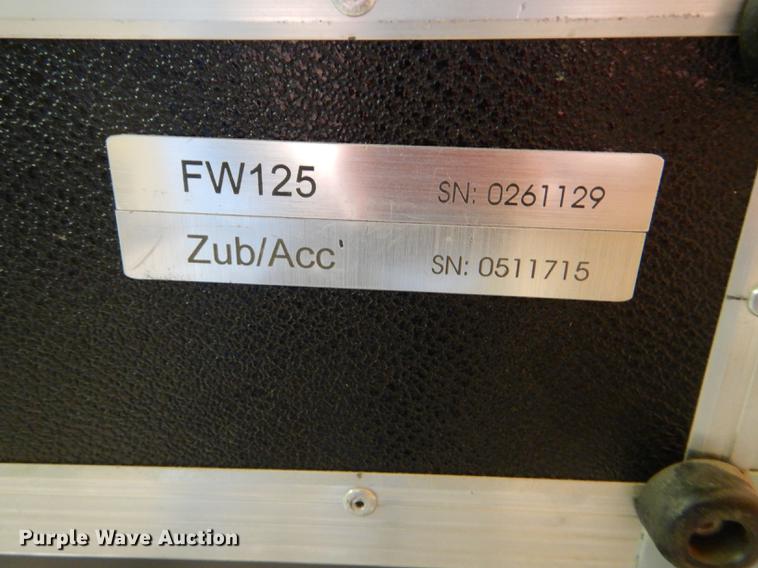 FW125 SN: 0261129
Zub/Acc SN: 0511715
Purple Wave Auction